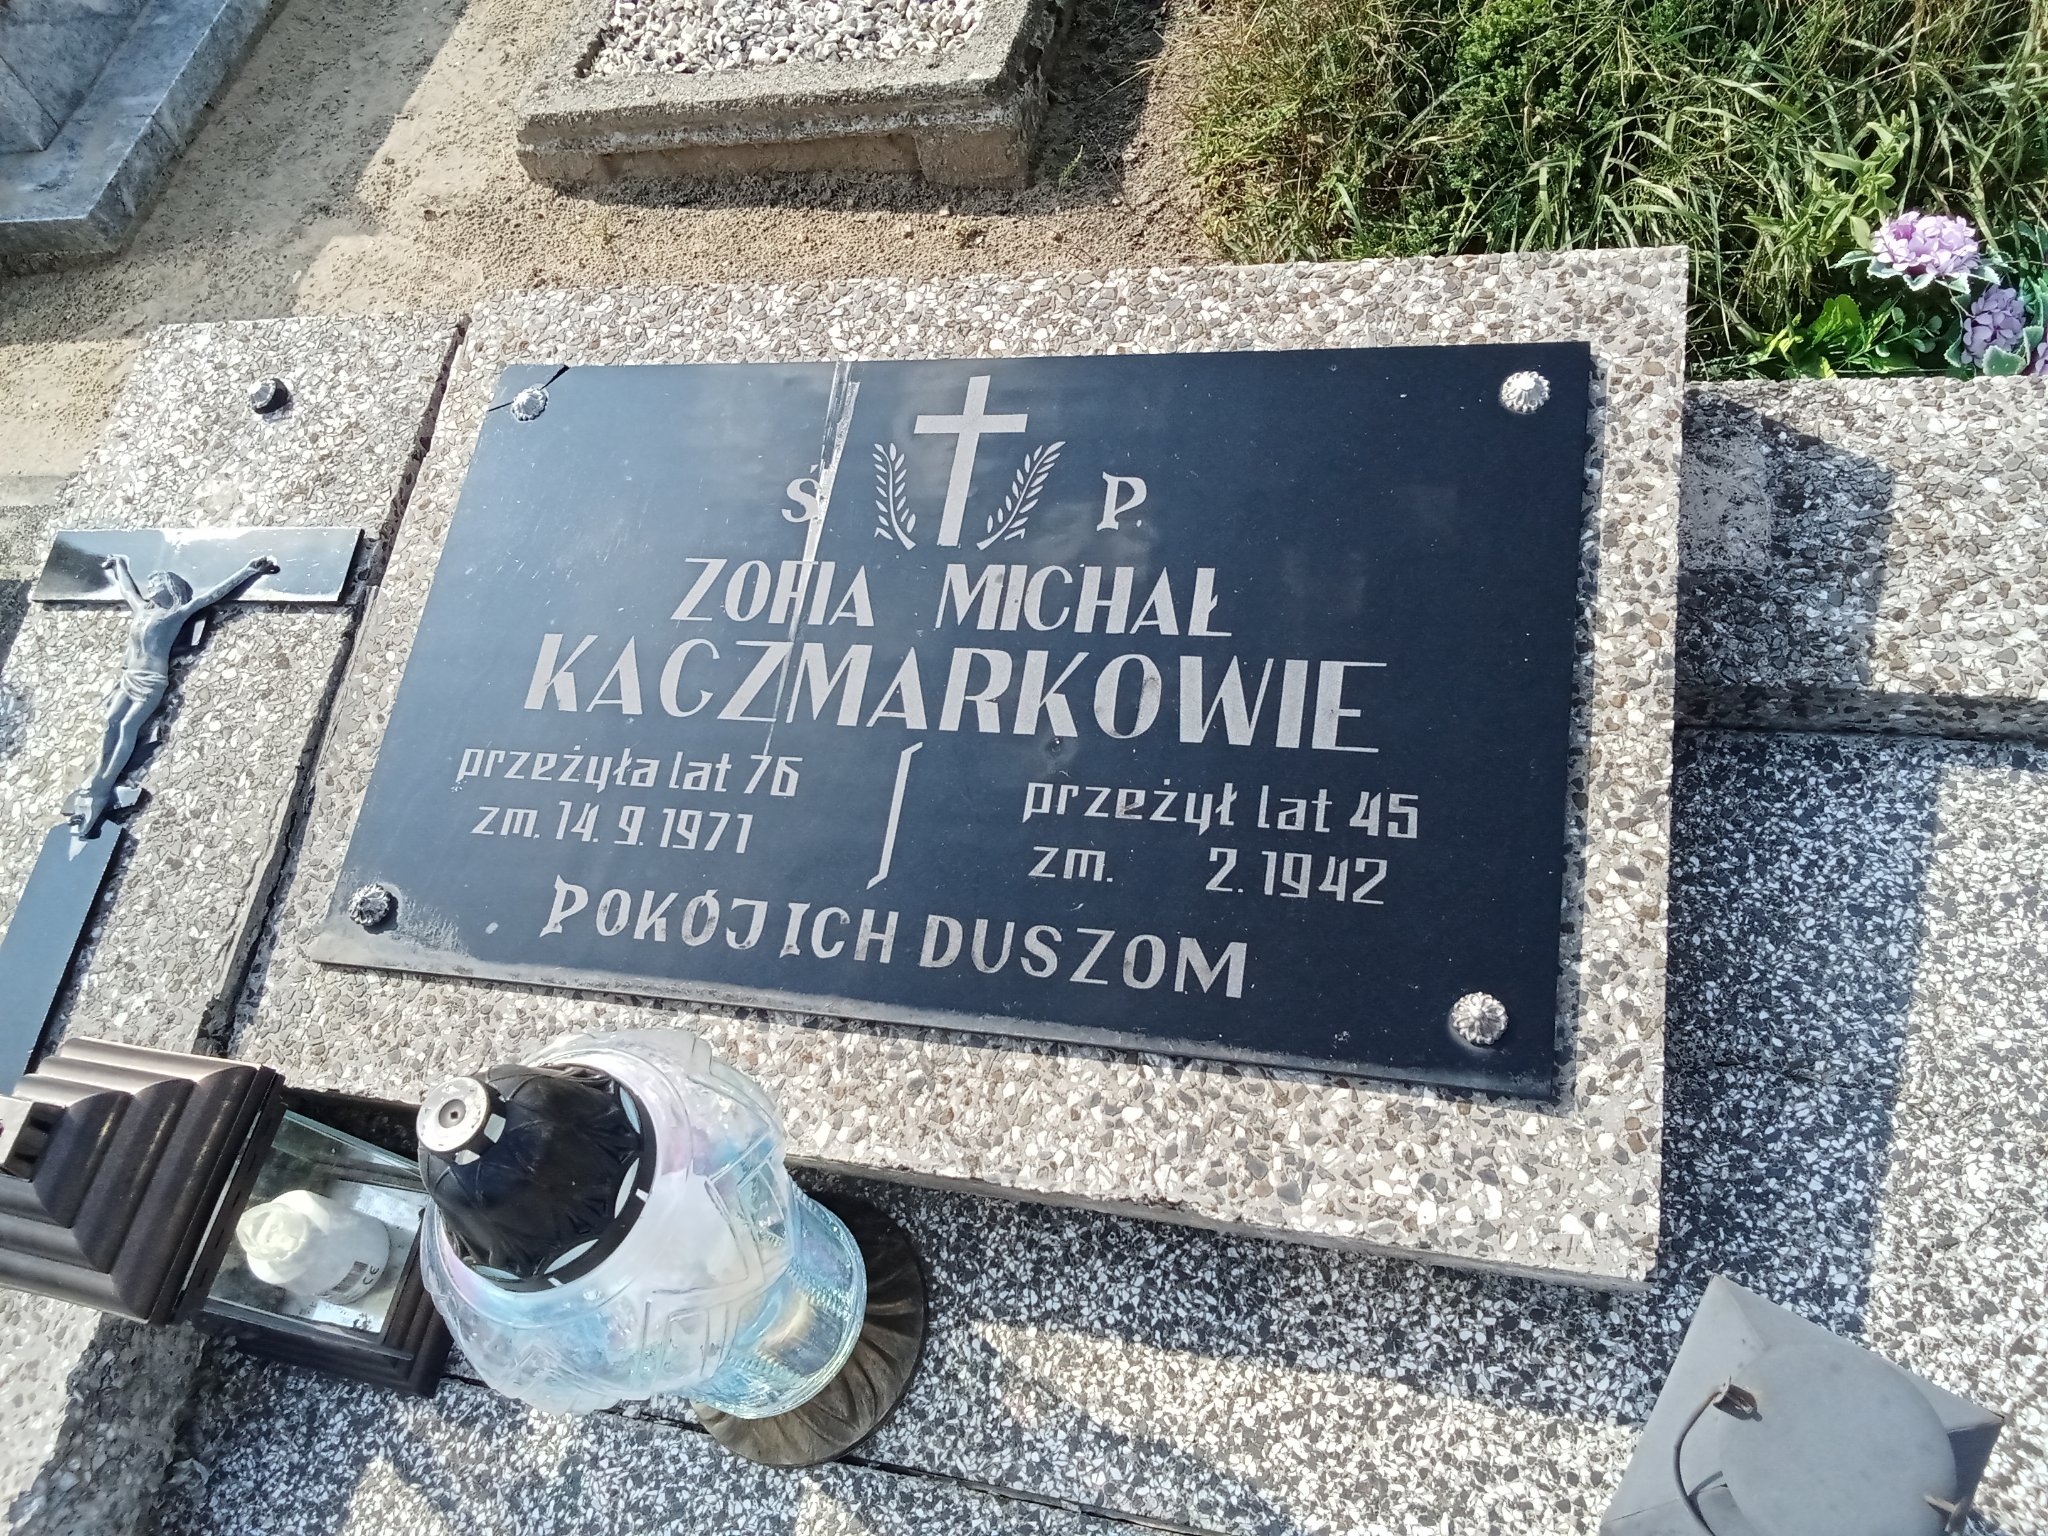 Ś. P.
ZOFIA MICHAŁ
KACZMARKOWIE
przeżyła lat 76
zm. 14. 9. 1971
przeżył lat 45
zm. 2. 1942
POKÓJ ICH DUSZOM